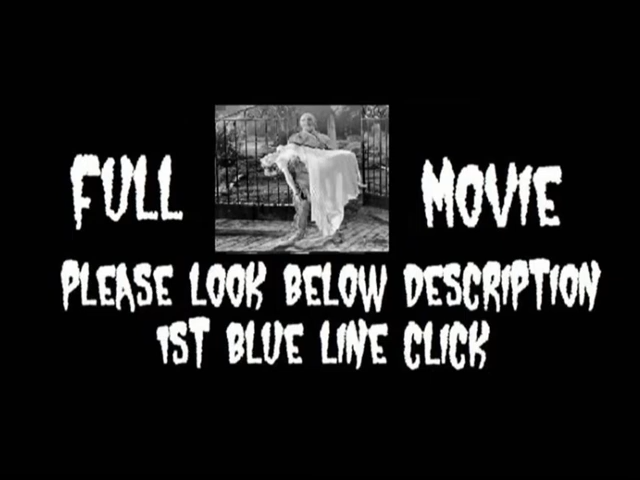 FULL MOVIE
PLEASE LOOK BELOW DESCRIPTION
1ST BLUE LINE CLICK